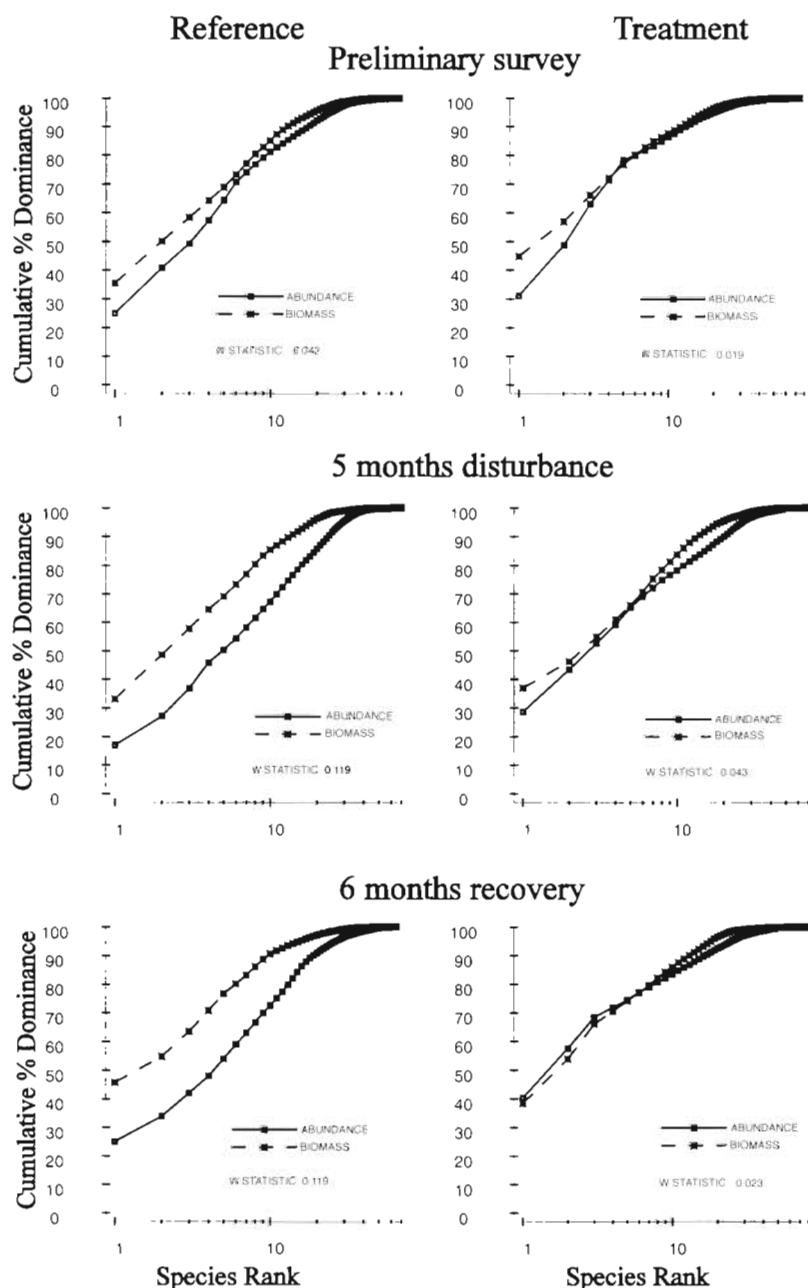 Reference Treatment
Preliminary survey
Cumulative % Dominance
100 100
90 90
80 80
70 70
60 60
50 50
40 40
30 30
20 20
10 10
0 0
ABUNDANCE ABUNDANCE
BIOMASS BIOMASS
W STATISTIC 0.042 W STATISTIC 0.019
1 10 1 10
5 months disturbance
Cumulative % Dominance
100 100
90 90
80 80
70 70
60 60
50 50
40 40
30 30
20 20
10 10
0 0
ABUNDANCE ABUNDANCE
BIOMASS BIOMASS
W STATISTIC 0.119 W STATISTIC 0.043
1 10 1 10
6 months recovery
Cumulative % Dominance
100 100
90 90
80 80
70 70
60 60
50 50
40 40
30 30
20 20
10 10
0 0
ABUNDANCE ABUNDANCE
BIOMASS BIOMASS
W STATISTIC 0.119 W STATISTIC 0.023
1 10 1 10
Species Rank Species Rank